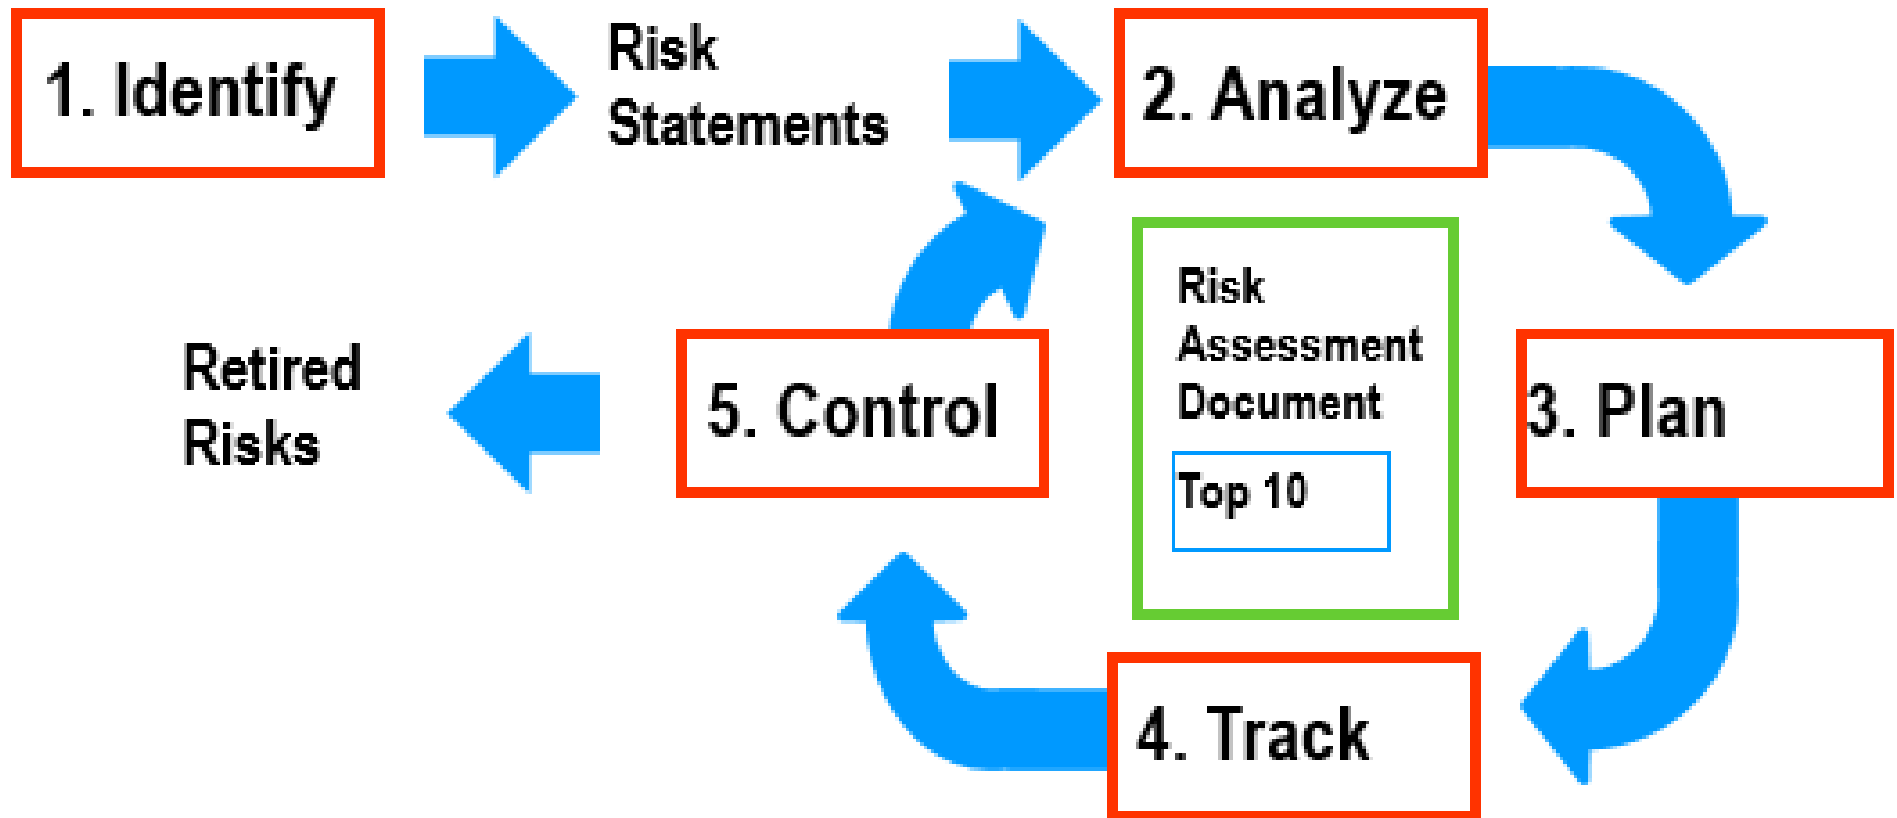 1. Identify
Risk
Statements
2. Analyze
Risk
Assessment
Document
Top 10
3. Plan
4. Track
5. Control
Retired
Risks